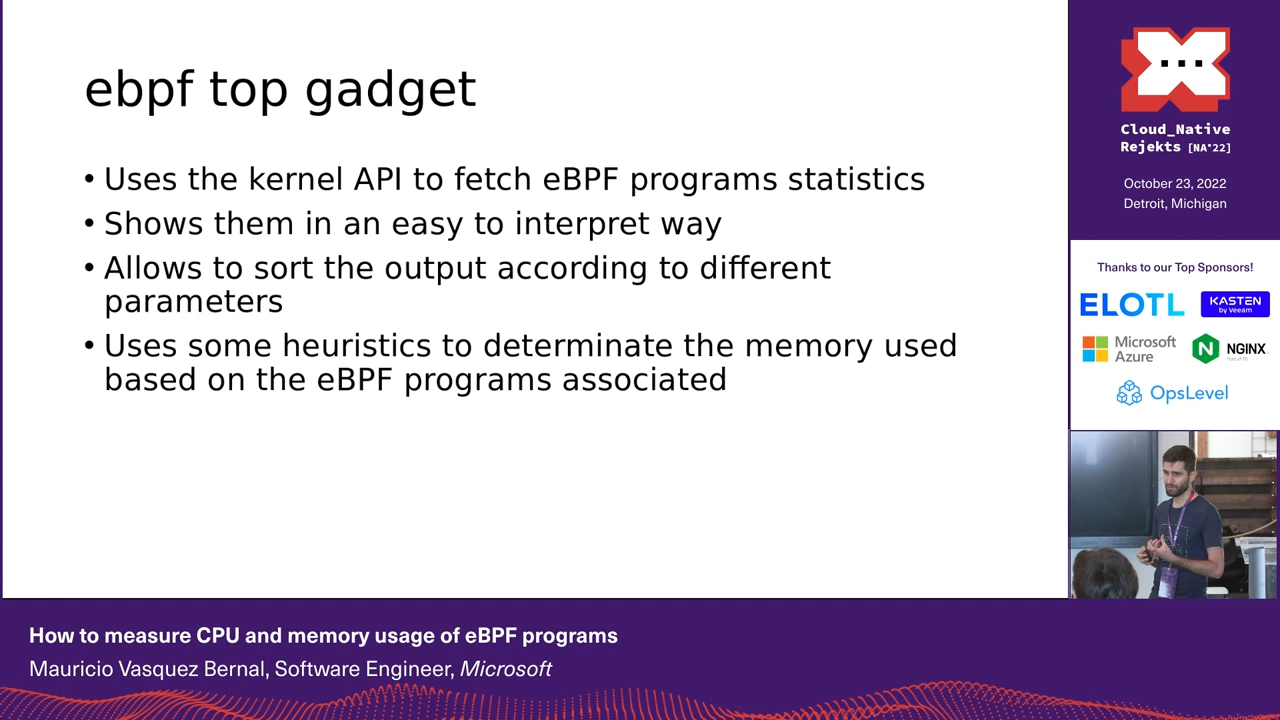 ebpf top gadget
• Uses the kernel API to fetch eBPF programs statistics
• Shows them in an easy to interpret way
• Allows to sort the output according to different
parameters
• Uses some heuristics to determinate the memory used
based on the eBPF programs associated
Cloud_Native
Rejekts [NA'22]
October 23, 2022
Detroit, Michigan
Thanks to our Top Sponsors!
ELOTL
KASTEN
by Veeam
Microsoft
Azure
NGINX
Part of F5
OpsLevel
How to measure CPU and memory usage of eBPF programs
Mauricio Vasquez Bernal, Software Engineer, Microsoft